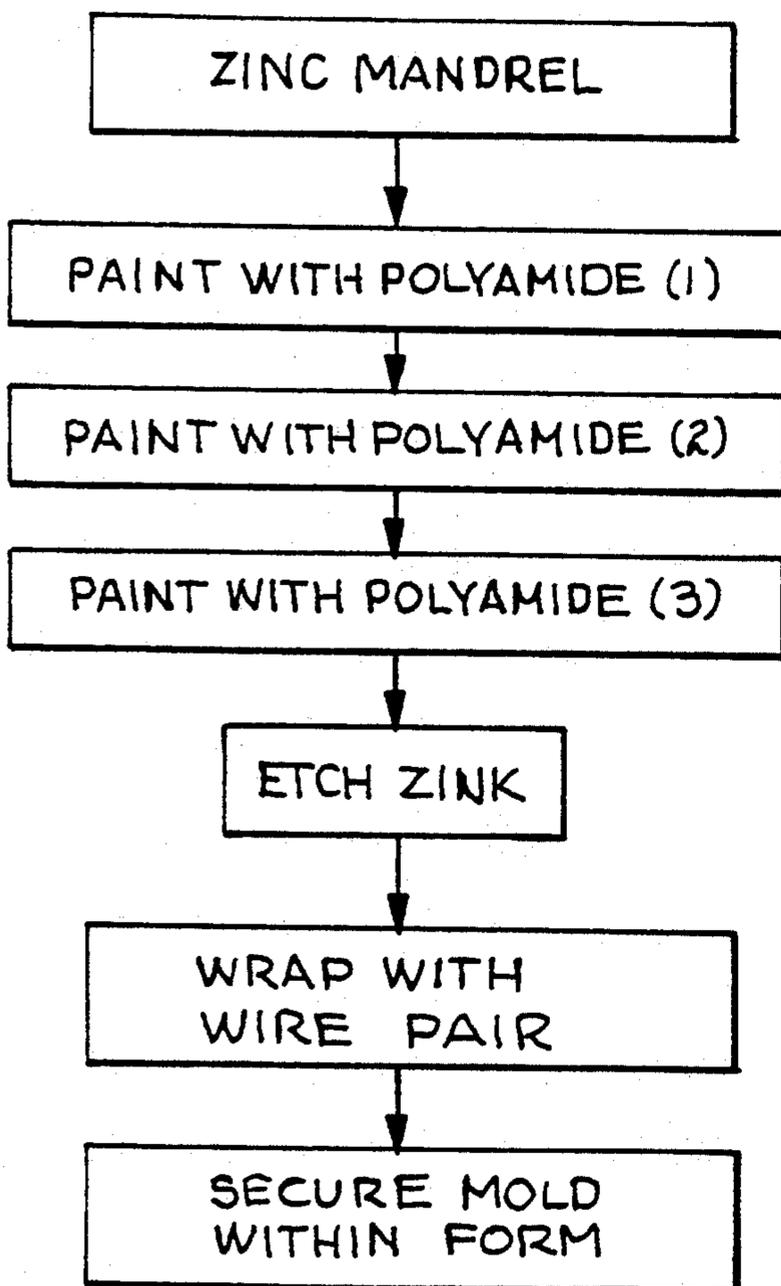 ZINC MANDREL
PAINT WITH POLYAMIDE (1)
PAINT WITH POLYAMIDE (2)
PAINT WITH POLYAMIDE (3)
ETCH ZINK
WRAP WITH
WIRE PAIR
SECURE MOLD
WITHIN FORM